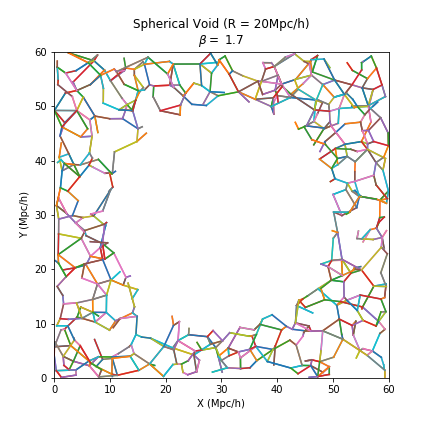 Spherical Void (R = 20Mpc/h)
β = 1.7
60
50
40
30
20
10
0
Y (Mpc/h)
0 10 20 30 40 50 60
X (Mpc/h)